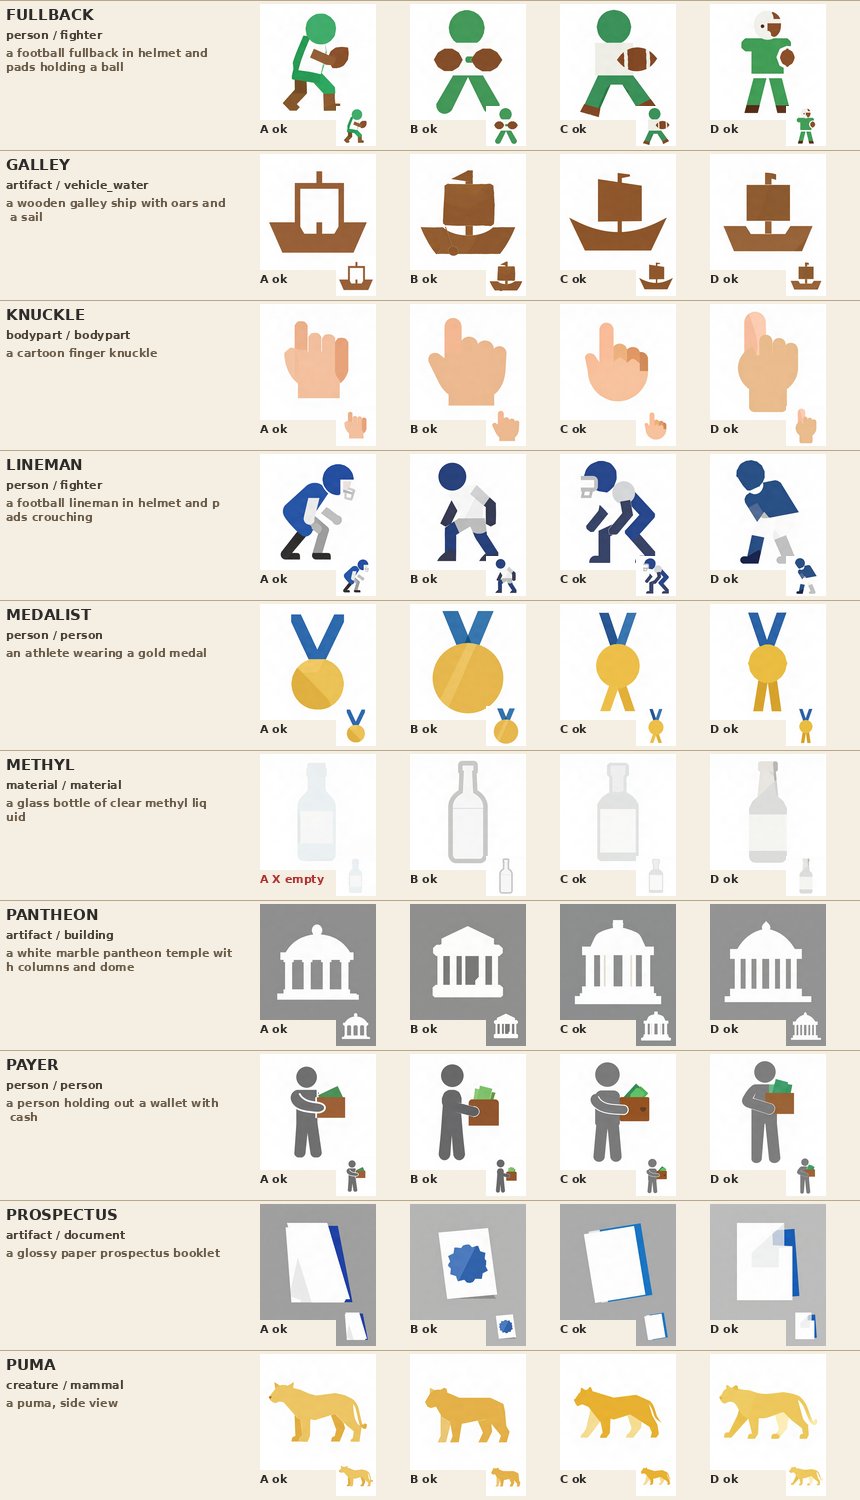 FULLBACK
person / fighter
a football fullback in helmet and
pads holding a ball
A ok
B ok
C ok
D ok
GALLEY
artifact / vehicle_water
a wooden galley ship with oars and
a sail
A ok
B ok
C ok
D ok
KNUCKLE
bodypart / bodypart
a cartoon finger knuckle
A ok
B ok
C ok
D ok
LINEMAN
person / fighter
a football lineman in helmet and p
ads crouching
A ok
B ok
C ok
D ok
MEDALIST
person / person
an athlete wearing a gold medal
A ok
B ok
C ok
D ok
METHYL
material / material
a glass bottle of clear methyl liq
uid
A X empty
B ok
C ok
D ok
PANTHEON
artifact / building
a white marble pantheon temple wit
h columns and dome
A ok
B ok
C ok
D ok
PAYER
person / person
a person holding out a wallet with
cash
A ok
B ok
C ok
D ok
PROSPECTUS
artifact / document
a glossy paper prospectus booklet
A ok
B ok
C ok
D ok
PUMA
creature / mammal
a puma, side view
A ok
B ok
C ok
D ok